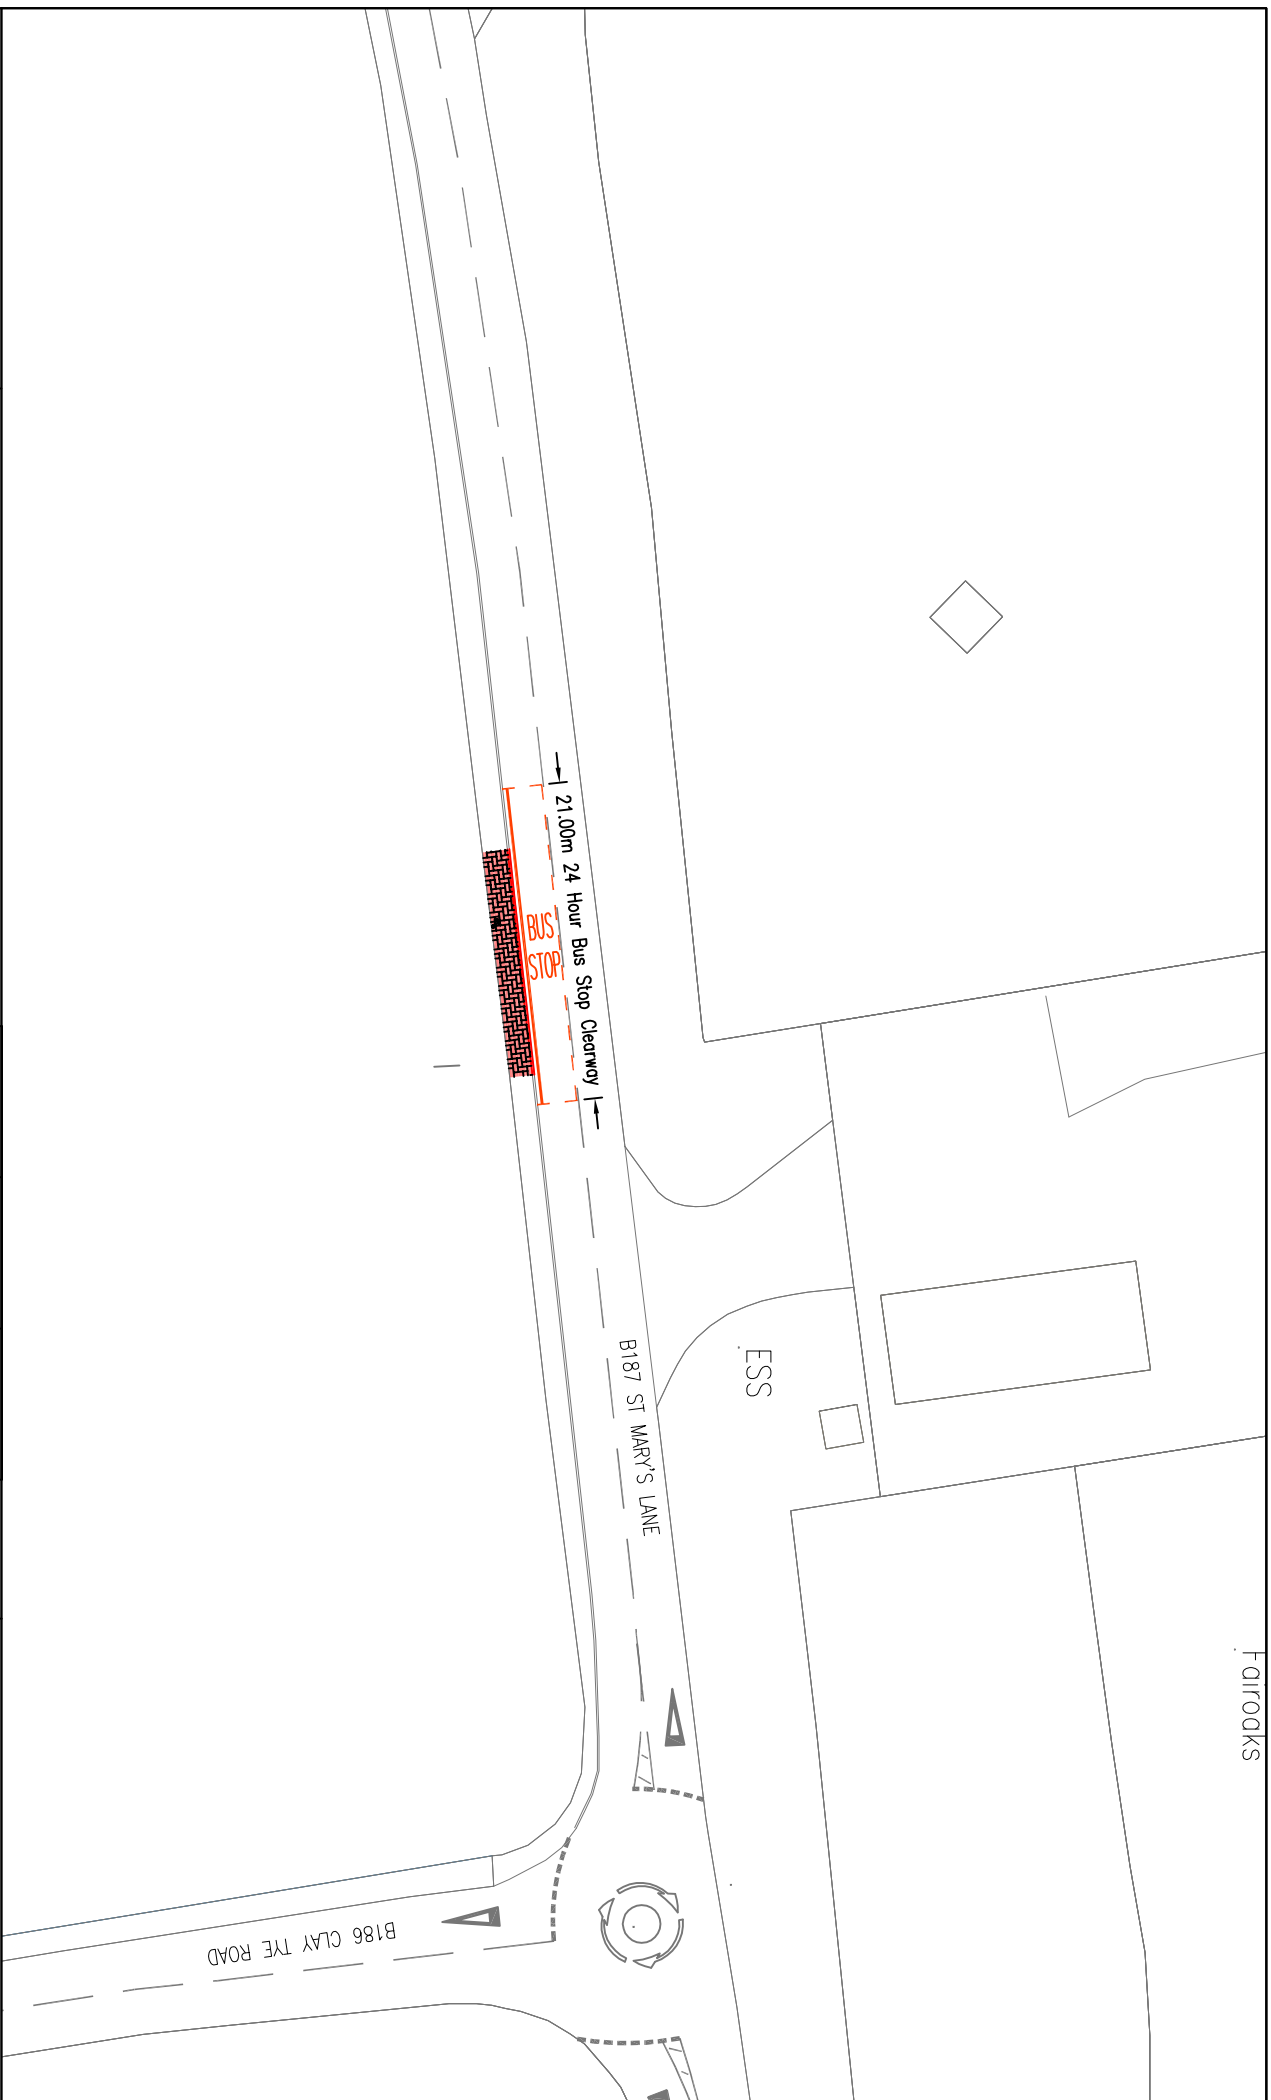 21.00m 24 Hour Bus Stop Clearway
BUS
STOP
B187 ST MARY'S LANE
ESS
Fairoaks
B186 CLAY TYE ROAD